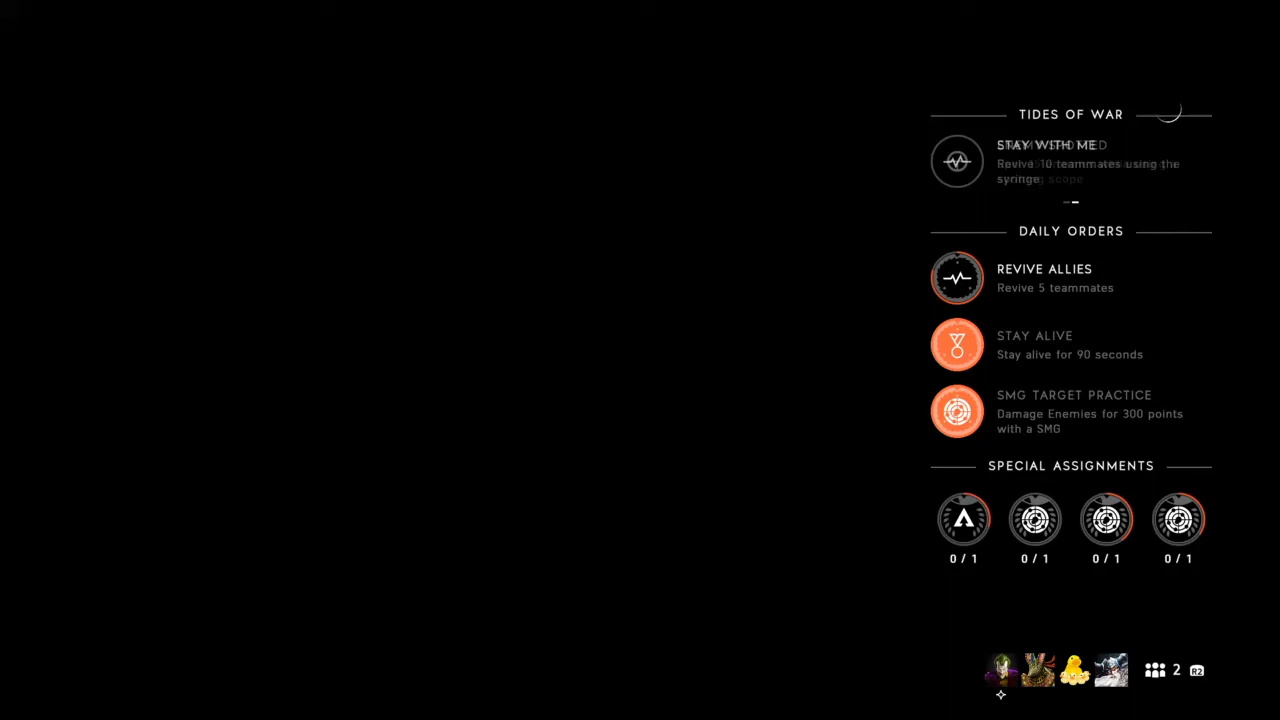 TIDES OF WAR
STAY WITH ME
Revive 10 teammates using the
syringe
DAILY ORDERS
REVIVE ALLIES
Revive 5 teammates
STAY ALIVE
Stay alive for 90 seconds
SMG TARGET PRACTICE
Damage Enemies for 300 points
with a SMG
SPECIAL ASSIGNMENTS
0 / 1 0 / 1 0 / 1 0 / 1
2 R2